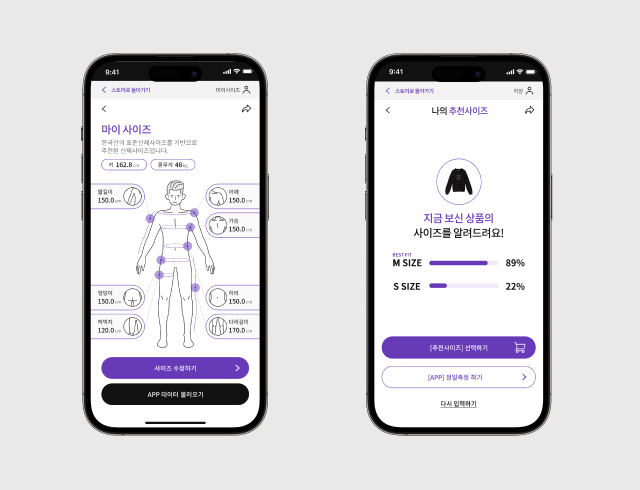 9:41
스토어로 돌아가기
마이사이즈
마이 사이즈
한국인의 표준신체사이즈를 기반으로
추천된 신체사이즈입니다.
키 162.8 cm
몸무게 48 kg
팔길이
150.0 cm
어깨
150.0 cm
가슴
150.0 cm
엉덩이
150.0 cm
허리
150.0 cm
허벅지
120.0 cm
다리길이
170.0 cm
사이즈 수정하기
APP 데이터 불러오기
9:41
스토어로 돌아가기
저장
나의 추천사이즈
지금 보신 상품의
사이즈를 알려드려요!
BEST FIT
M SIZE 89%
S SIZE 22%
[추천사이즈] 선택하기
[APP] 정밀측정 하기
다시 입력하기